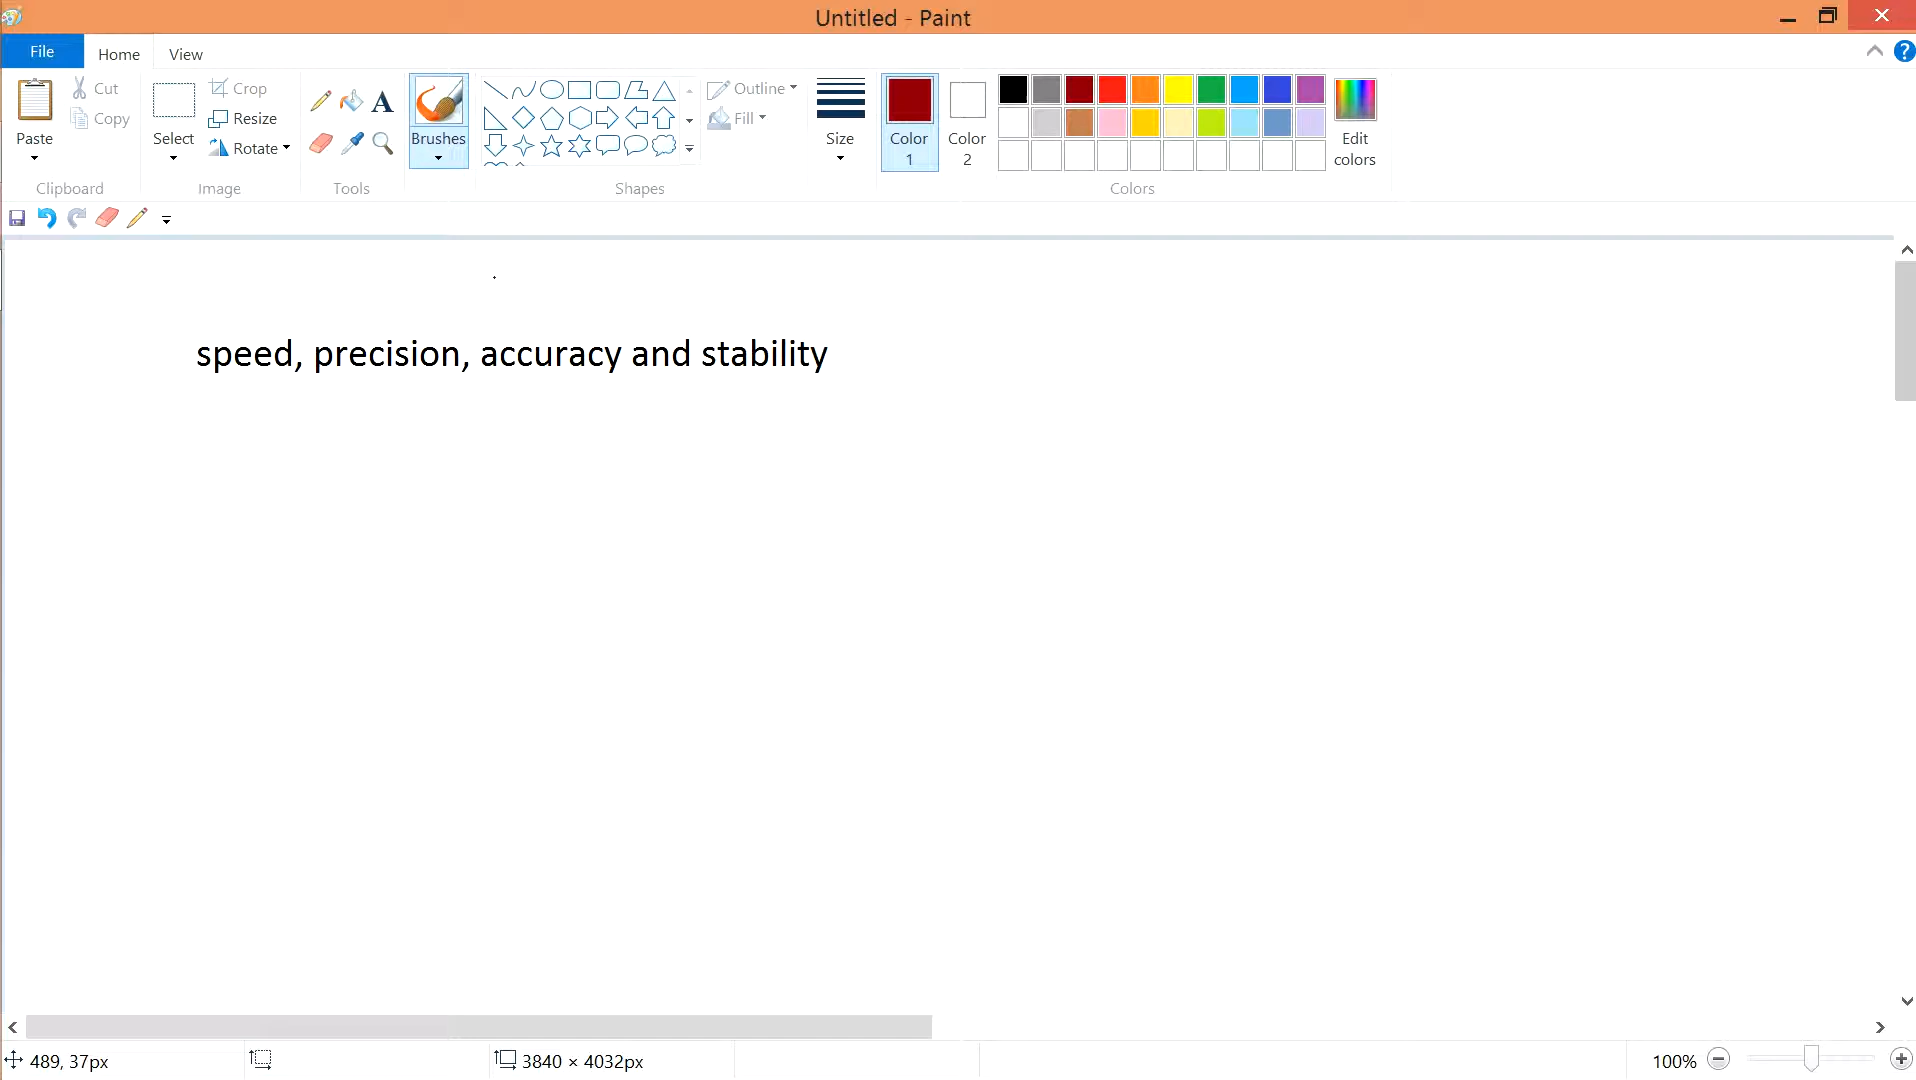 Untitled - Paint
File Home View
Paste Cut Copy Clipboard
Select Crop Resize Rotate Image
A Tools
Brushes
Shapes
Outline Fill
Size
Color 1
Color 2
Edit colors
Colors
speed, precision, accuracy and stability
489, 37px
3840 × 4032px
100%